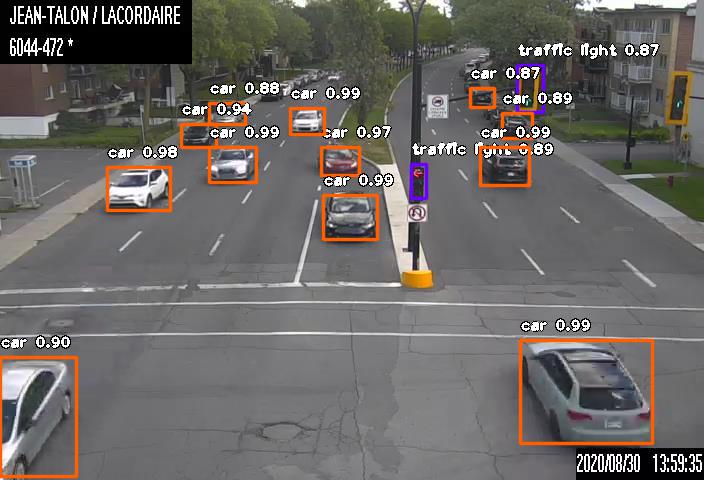 JEAN-TALON / LACORDAIRE
6044-472 *
traffic light 0.87
car 0.87
car 0.88
car 0.99
car 0.89
car 0.94
car 0.99
car 0.97
car 0.99
traffic light 0.89
car 0.98
car 0.99
car 0.99
car 0.90
2020/08/30 13:59:35